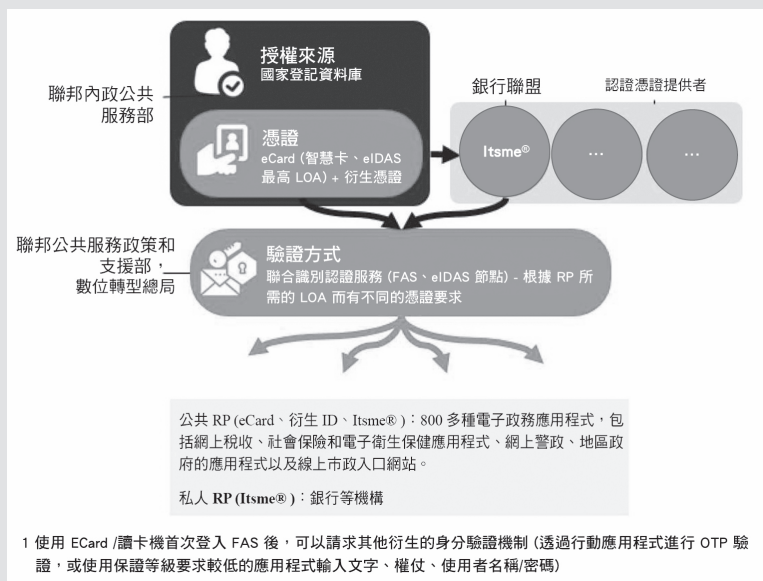 授權來源
國家登記資料庫
聯邦內政公共
服務部
憑證
eCard (智慧卡、eIDAS
最高 LOA) + 衍生憑證
銀行聯盟
認證憑證提供者
Itsme®
...
...
聯邦公共服務政策和
支援部，
數位轉型總局
驗證方式
聯合識別認證服務 (FAS、eIDAS 節點) - 根據 RP 所
需的 LOA 而有不同的憑證要求
公共 RP (eCard、衍生 ID、Itsme® )：800 多種電子政務應用程式，包
括網上稅收、社會保險和電子衛生保健應用程式、網上警政、地區政
府的應用程式以及線上市政入口網站。
私人 RP (Itsme® )：銀行等機構
1 使用 ECard /讀卡機首次登入 FAS 後，可以請求其他衍生的身分驗證機制 (透過行動應用程式進行 OTP 驗
證，或使用保證等級要求較低的應用程式輸入文字、權仗、使用者名稱/密碼)